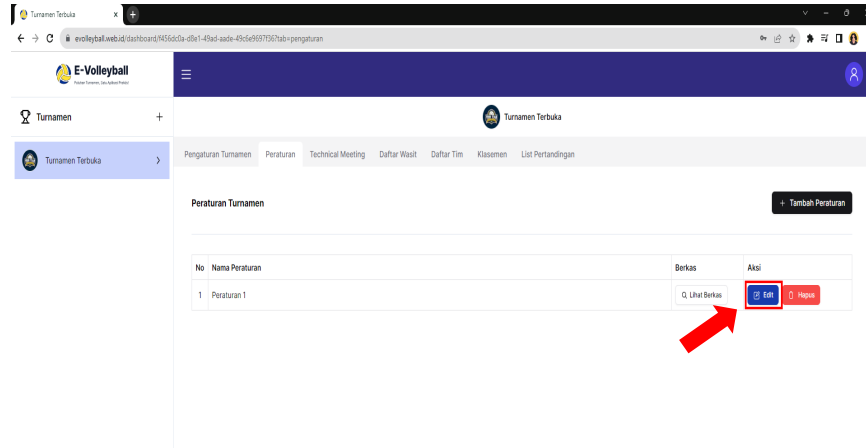 Turnamen Terbuka x +
evolleyball.web.id/dashboard/f456dc0a-d8e1-49ad-aade-49c6e9697f36?tab=pengaturan
E-Volleyball
Turnamen +
Turnamen Terbuka
Turnamen Terbuka
Pengaturan Turnamen Peraturan Technical Meeting Daftar Wasit Daftar Tim Klasemen List Pertandingan
Peraturan Turnamen
+ Tambah Peraturan
No Nama Peraturan Berkas Aksi
1 Peraturan 1 Lihat Berkas Edit Hapus